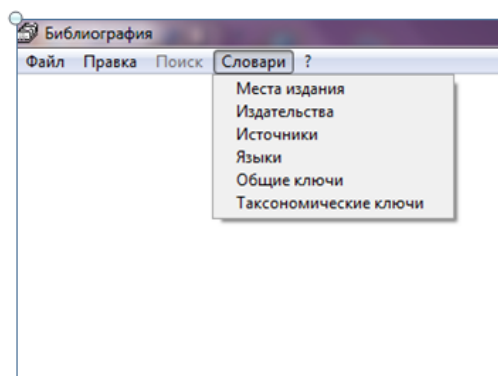 Библиография
Файл Правка Поиск Словари ?
Места издания
Издательства
Источники
Языки
Общие ключи
Таксономические ключи